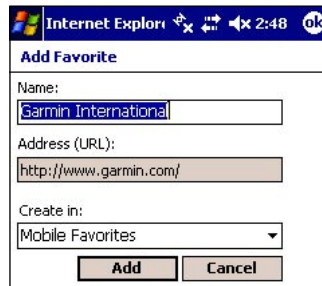 Internet Explor 2:48 ok
Add Favorite
Name:
Garmin International
Address (URL):
http://www.garmin.com/
Create in:
Mobile Favorites
Add Cancel